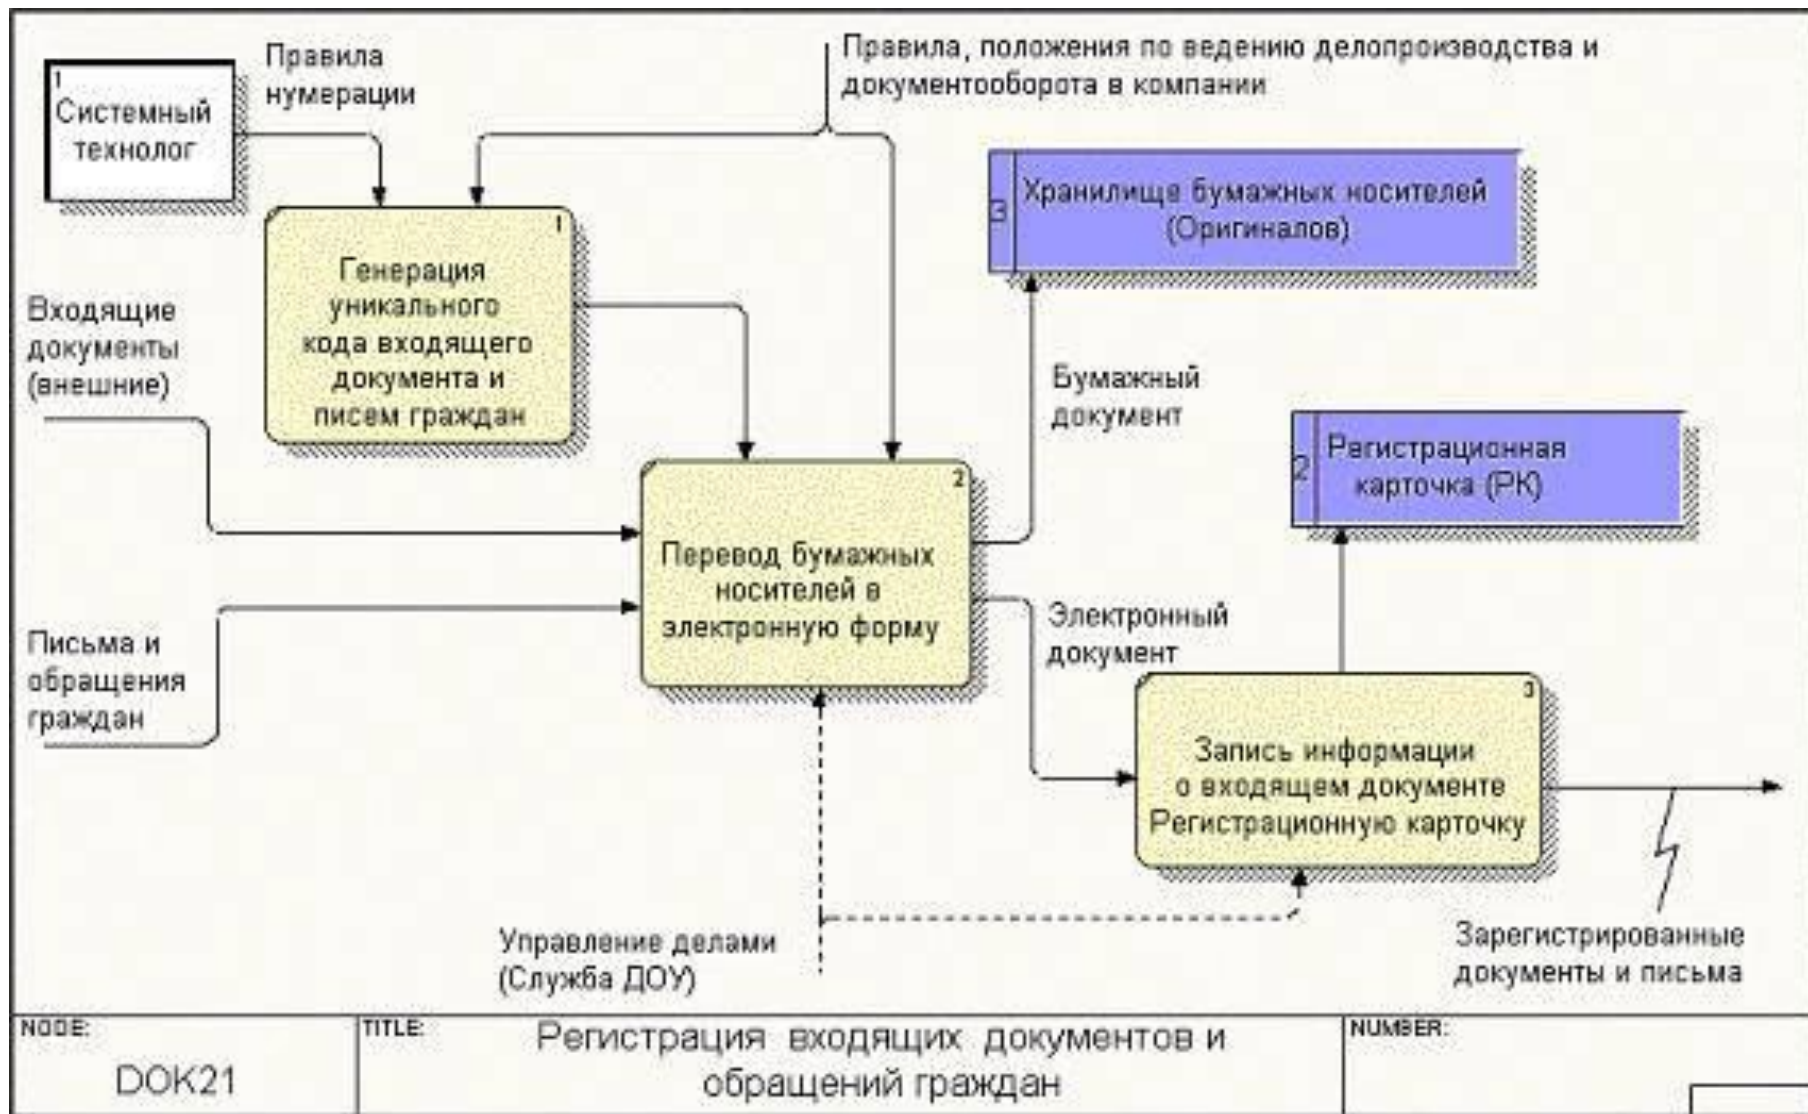 1
Системный
технолог
Правила
нумерации
Правила, положения по ведению делопроизводства и
документооборота в компании
1
Генерация
уникального
кода входящего
документа и
писем граждан
3
Хранилище бумажных носителей
(Оригиналов)
Входящие
документы
(внешние)
Бумажный
документ
2
Регистрационная
карточка (РК)
2
Перевод бумажных
носителей в
электронную форму
Письма и
обращения
граждан
Электронный
документ
3
Запись информации
о входящем документе
Регистрационную карточку
Управление делами
(Служба ДОУ)
Зарегистрированные
документы и письма
NODE:
DOK21
TITLE:
Регистрация входящих документов и
обращений граждан
NUMBER: